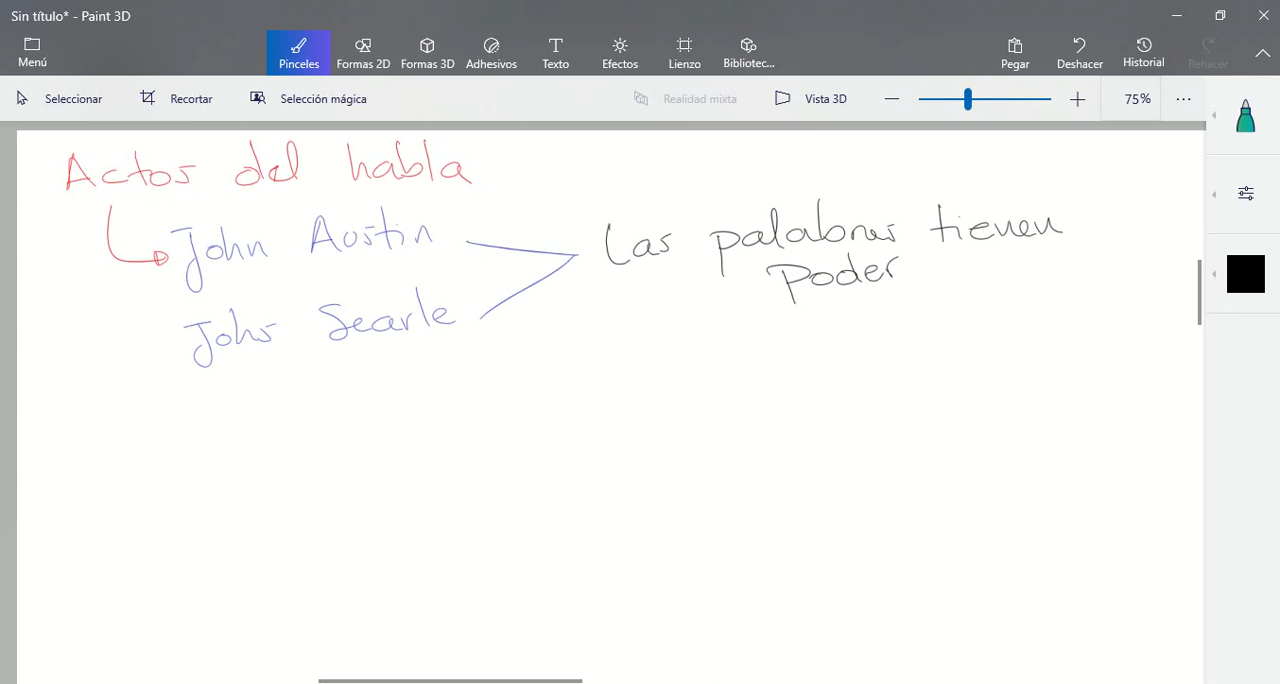 Sin título* - Paint 3D
Menú
Pinceles Formas 2D Formas 3D Adhesivos Texto Efectos Lienzo Bibliotec... Pegar Deshacer Historial Rehacer
Seleccionar Recortar Selección mágica Realidad mixta Vista 3D 75%
Actos del habla
John Austin
Las palabras tienen
Poder
John Searle